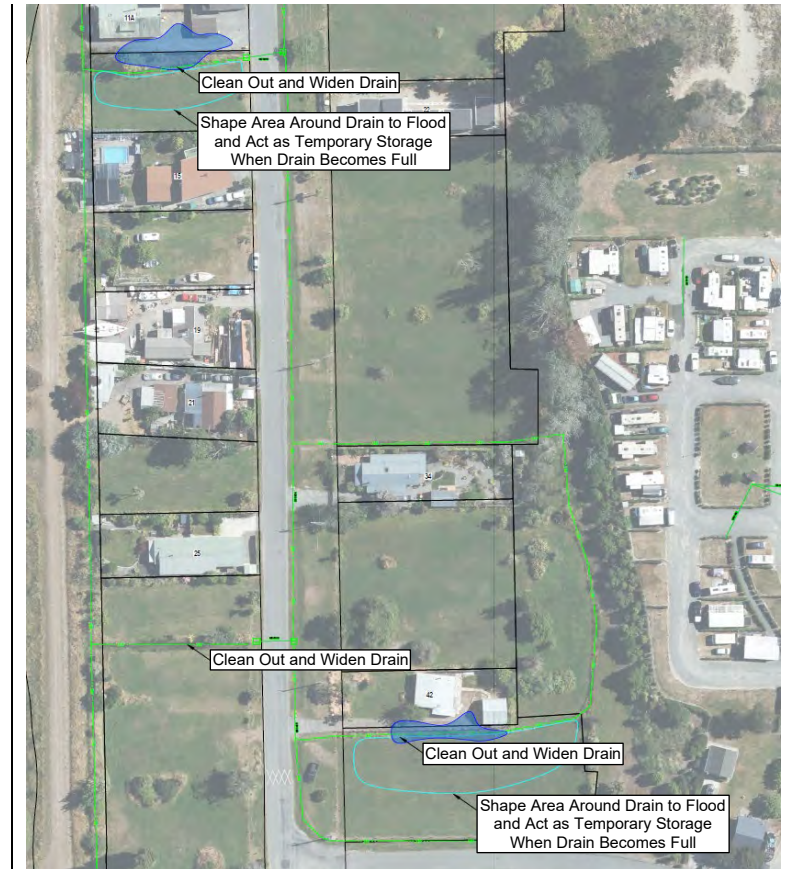 11A
Clean Out and Widen Drain
Shape Area Around Drain to Flood
and Act as Temporary Storage
When Drain Becomes Full
15
19
21
34
25
Clean Out and Widen Drain
42
Clean Out and Widen Drain
Shape Area Around Drain to Flood
and Act as Temporary Storage
When Drain Becomes Full